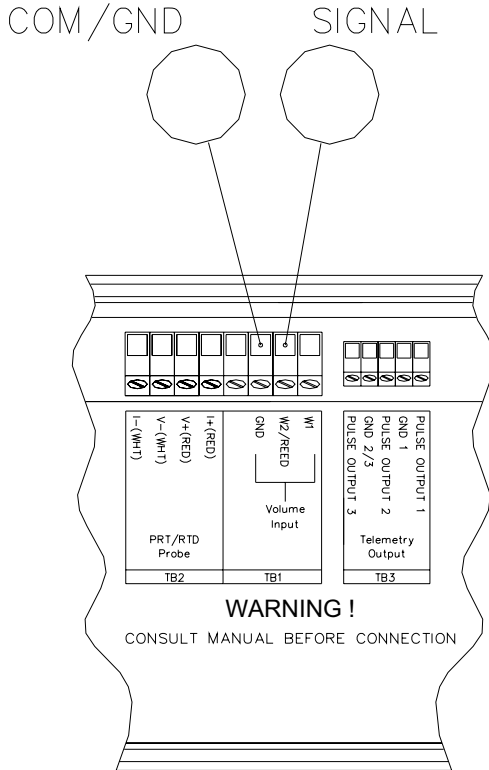 COM/GND
SIGNAL
I-(WHT)
V-(WHT)
V+(RED)
I+(RED)
GND
W2/REED
W1
PULSE OUTPUT 3
GND 2/3
PULSE OUTPUT 2
GND 1
PULSE OUTPUT 1
Volume
Input
PRT/RTD
Probe
Telemetry
Output
TB2
TB1
TB3
WARNING !
CONSULT MANUAL BEFORE CONNECTION